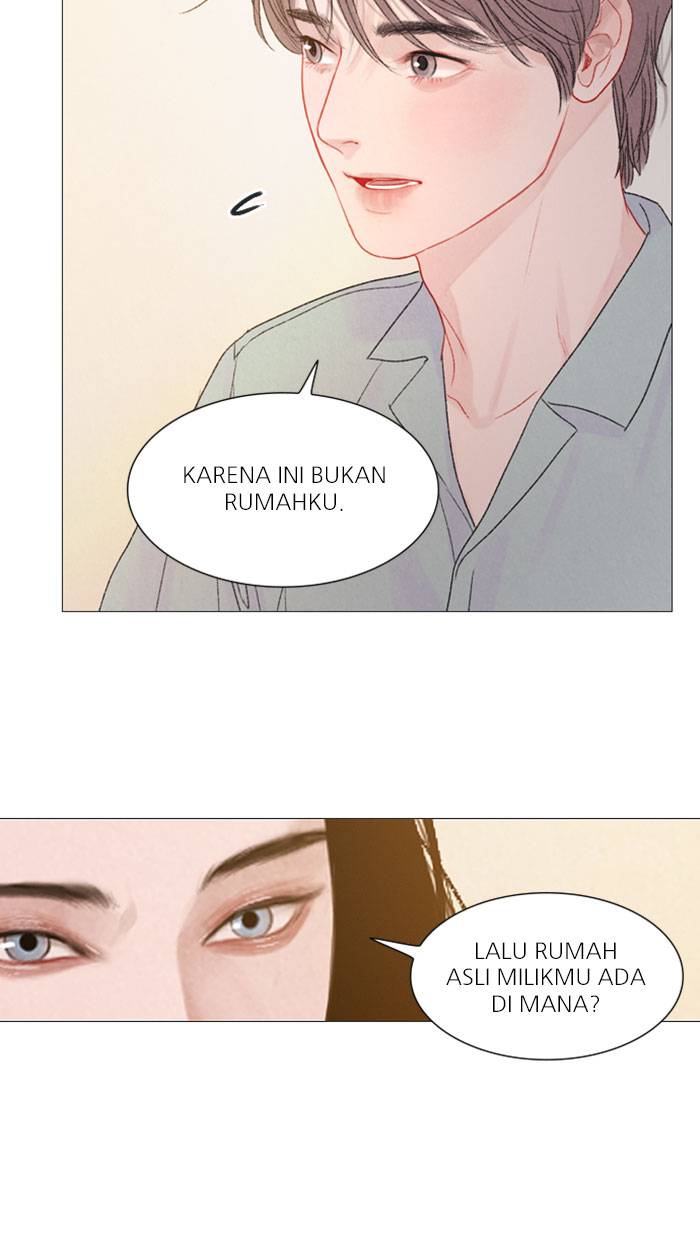 KARENA INI BUKAN
RUMAHKU.
LALU RUMAH
ASLI MILIKMU ADA
DI MANA?